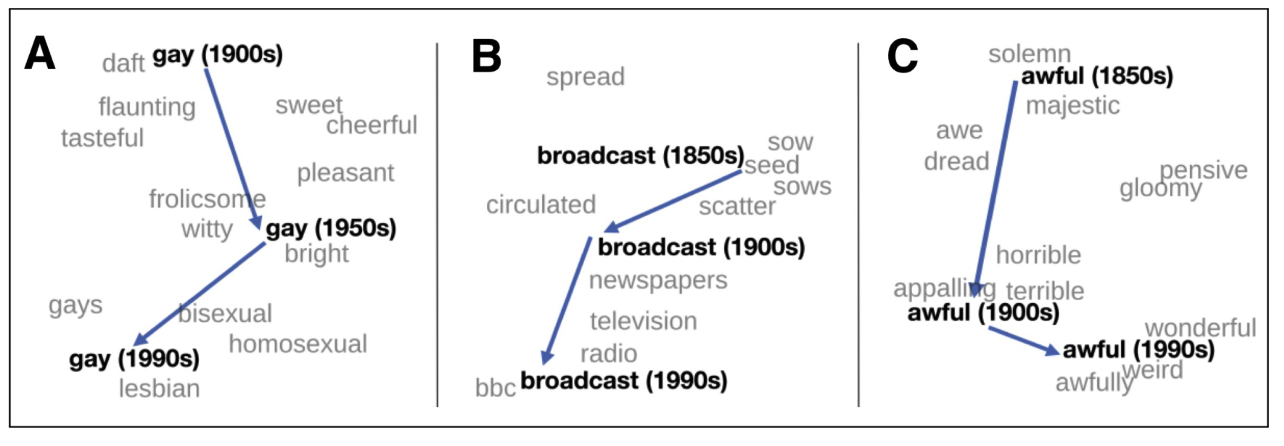 A
daft gay (1900s)
flaunting sweet
tasteful cheerful
pleasant
frolicsome
witty gay (1950s)
bright
gays bisexual
homosexual
gay (1990s)
lesbian
B
spread
broadcast (1850s) sow
seed
sows
circulated scatter
broadcast (1900s)
newspapers
television
radio
bbc broadcast (1990s)
C
solemn
awful (1850s)
majestic
awe
dread pensive
gloomy
horrible
appalling terrible
awful (1900s)
wonderful
awful (1990s)
weird
awfully